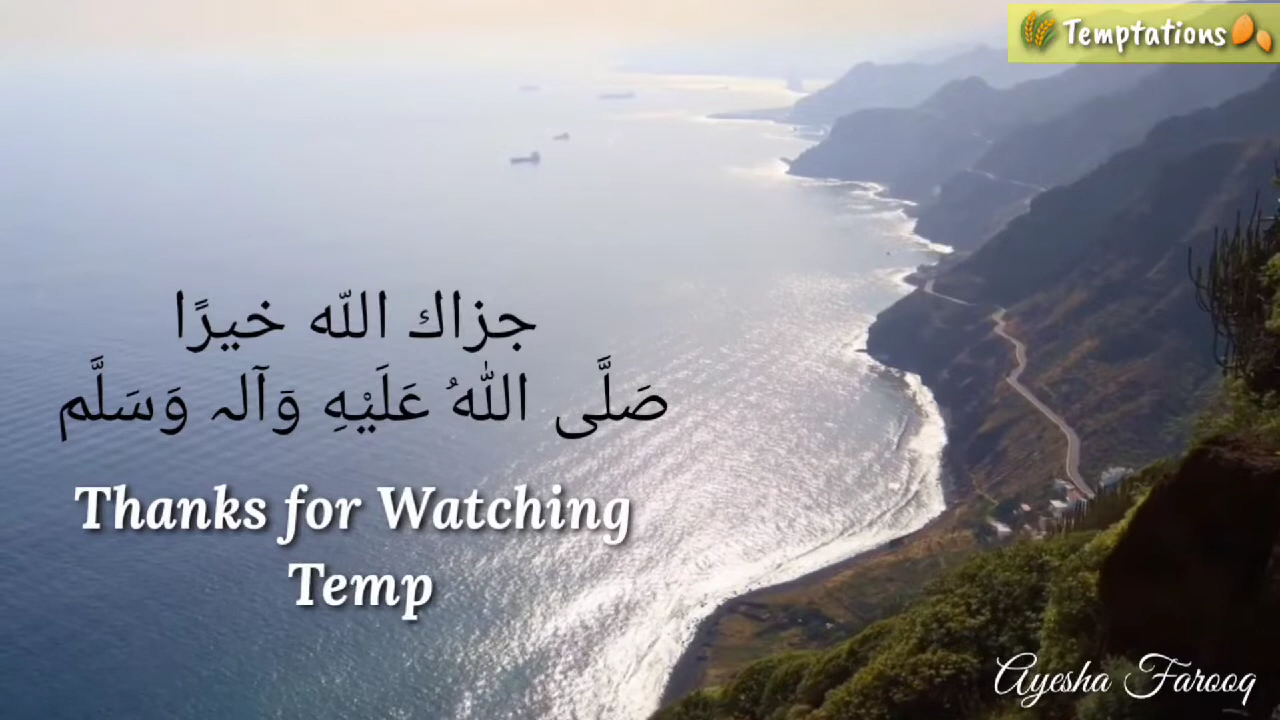 Temptations
جزاك اللّه خيرًا
صَلَّى اللّٰهُ عَلَيْهِ وَآلہ وَسَلَّم
Thanks for Watching
Temp
Ayesha Farooq